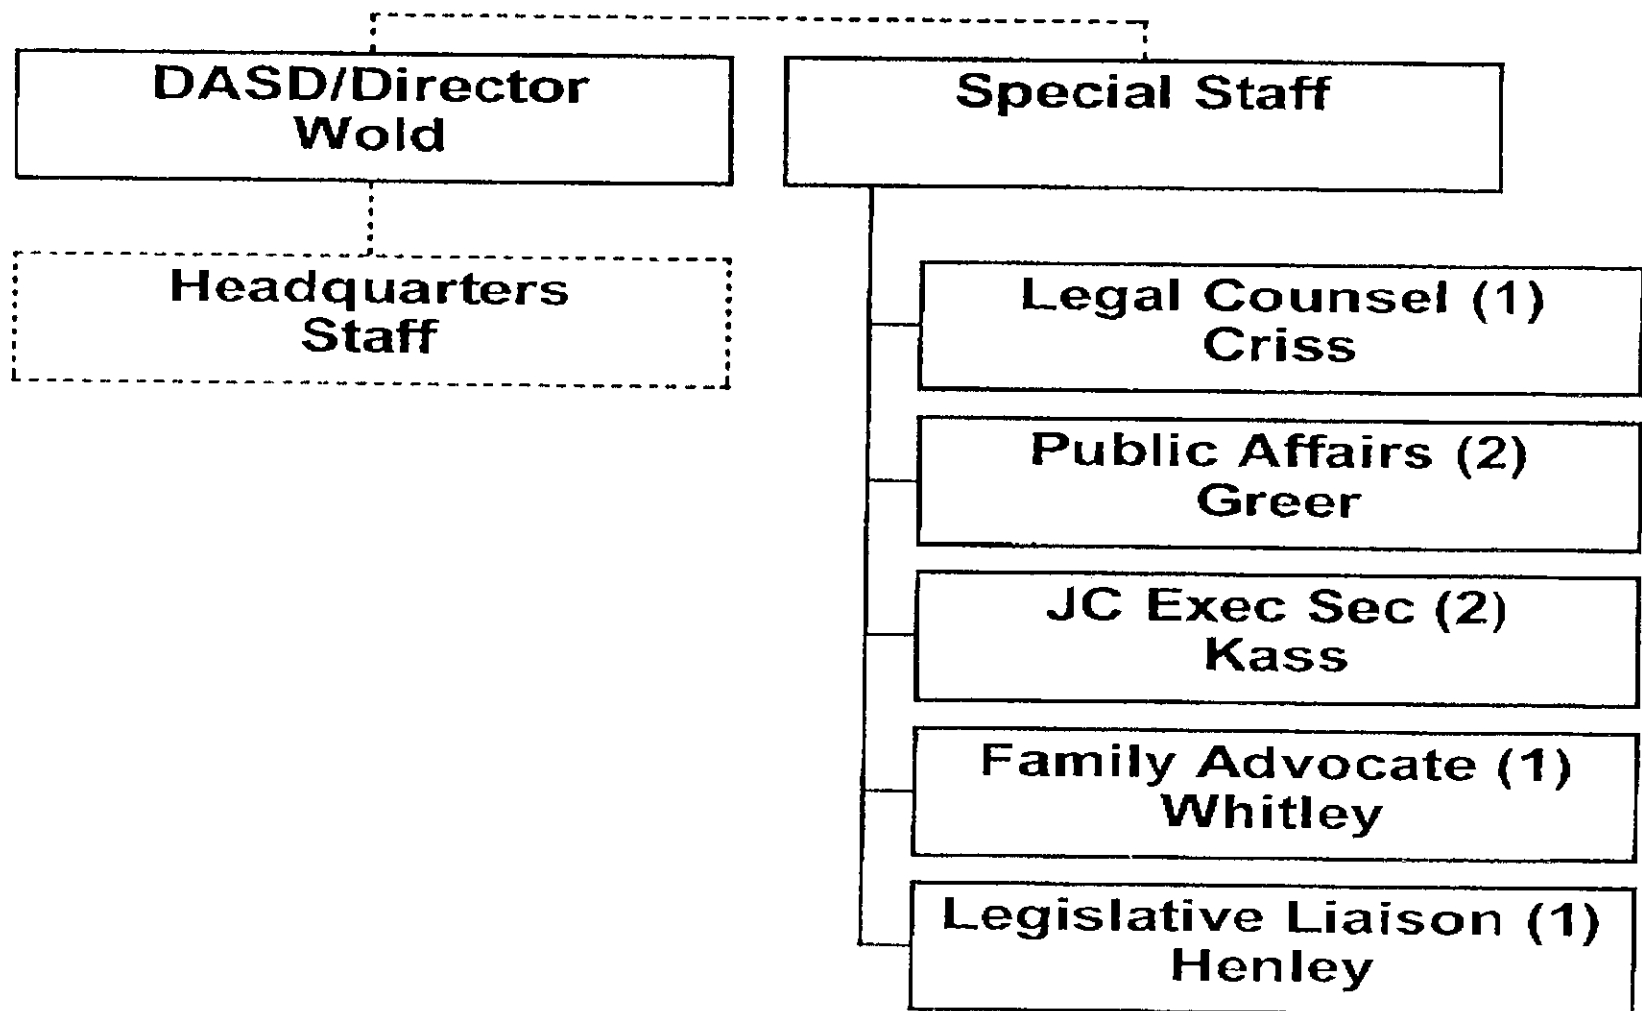 DASD/Director
Wold
Special Staff
Headquarters
Staff
Legal Counsel (1)
Criss
Public Affairs (2)
Greer
JC Exec Sec (2)
Kass
Family Advocate (1)
Whitley
Legislative Liaison (1)
Henley